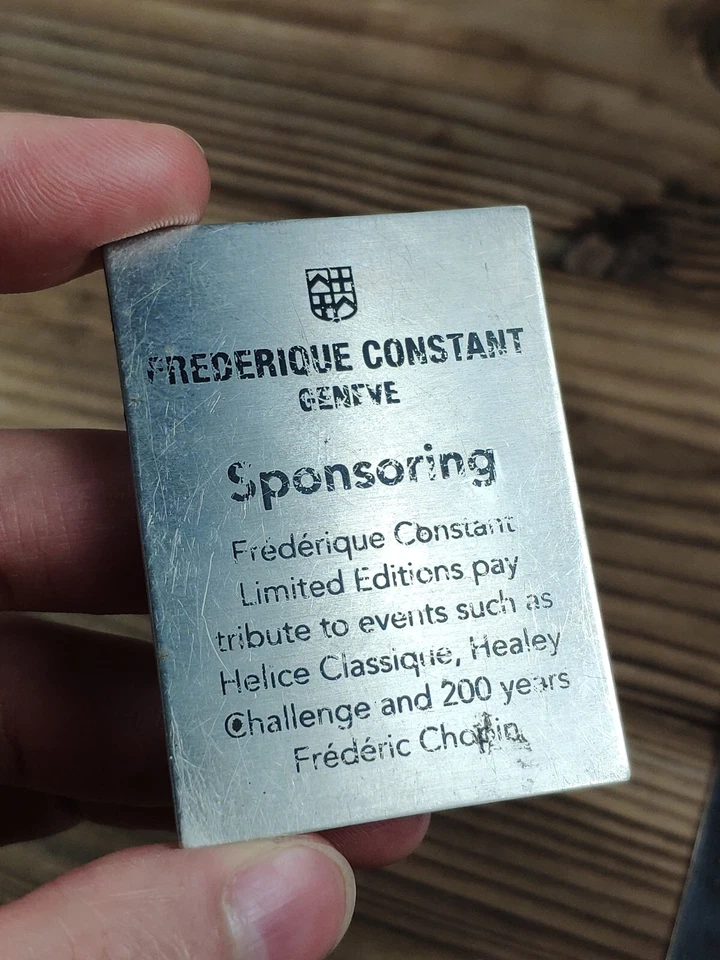 FREDERIQUE CONSTANT
GENEVE
Sponsoring
Frédérique Constant
Limited Editions pay
tribute to events such as
Helice Classique, Healey
Challenge and 200 years
Frédéric Chopin